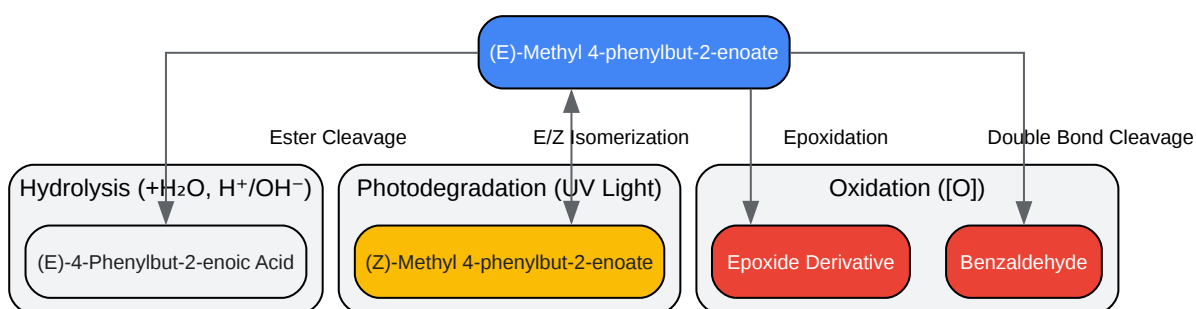 (E)-Methyl 4-phenylbut-2-enoate
Ester Cleavage
E/Z Isomerization
Epoxidation
Double Bond Cleavage
Hydrolysis (+H₂O, H⁺/OH⁻)
Photodegradation (UV Light)
Oxidation ([O])
(E)-4-Phenylbut-2-enoic Acid
(Z)-Methyl 4-phenylbut-2-enoate
Epoxide Derivative
Benzaldehyde